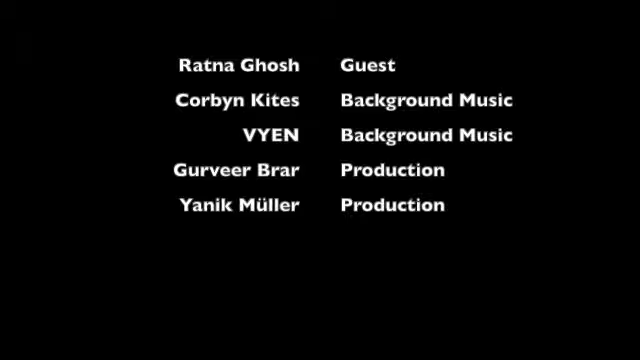 Ratna Ghosh Guest
Corbyn Kites Background Music
VYEN Background Music
Gurveer Brar Production
Yanik Müller Production